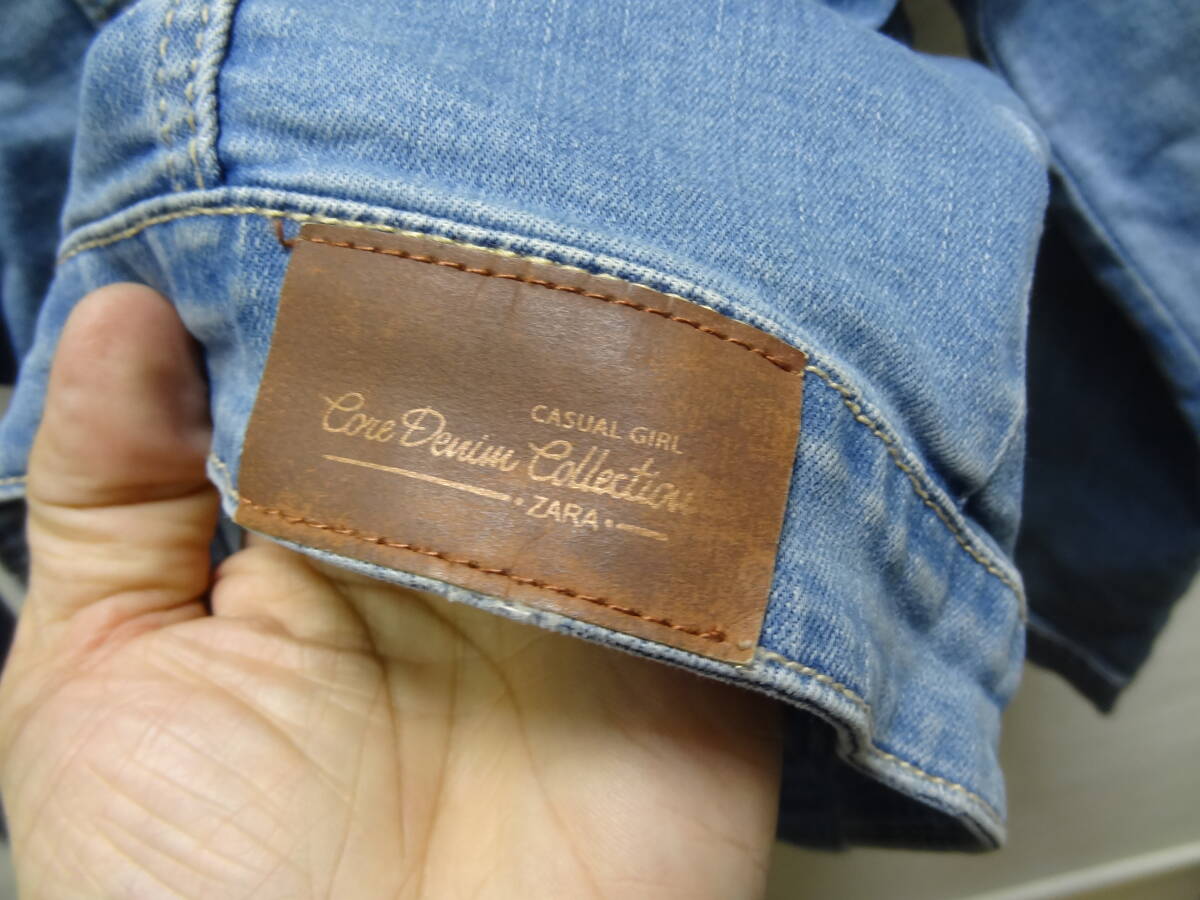 CASUAL GIRL
Core Denim Collection
• ZARA •